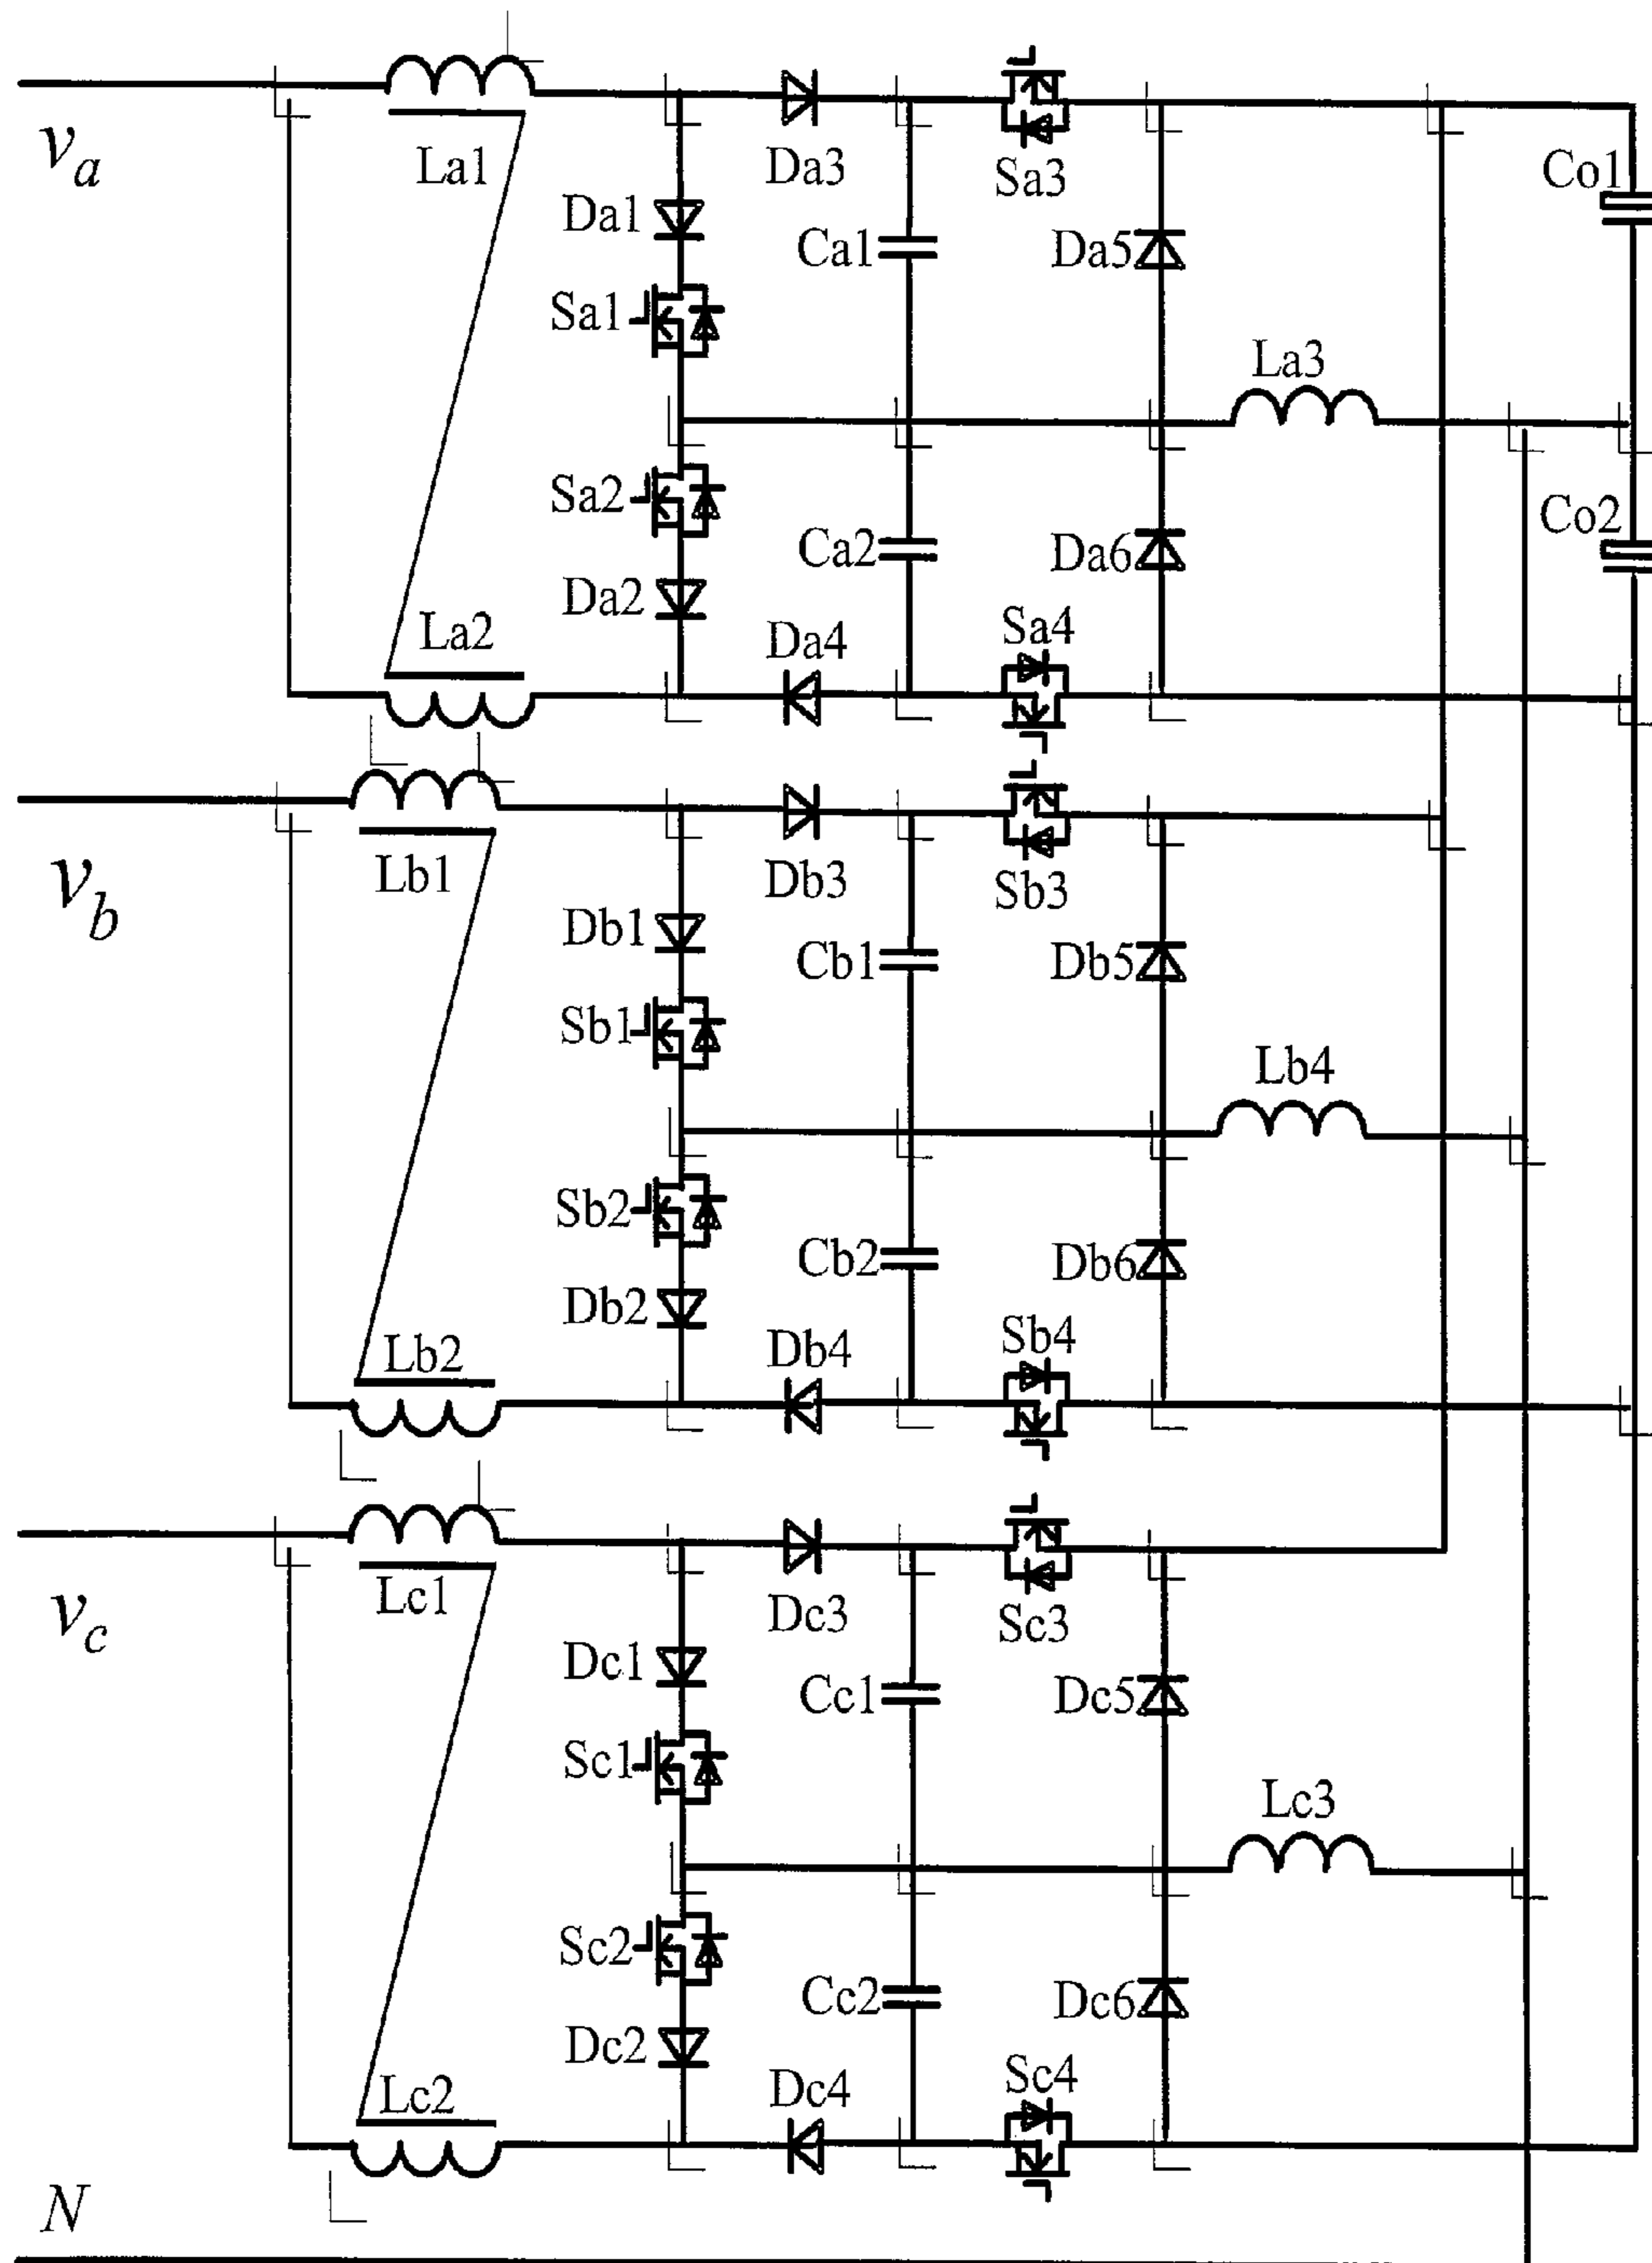 va
La1
Da3
Sa3
Co1
Da1
Ca1
Da5
Sa1
La3
Sa2
Co2
Ca2
Da6
Da2
La2
Da4
Sa4
vb
Lb1
Db3
Sb3
Db1
Cb1
Db5
Sb1
Lb4
Sb2
Cb2
Db6
Db2
Lb2
Db4
Sb4
vc
Lc1
Dc3
Sc3
Dc1
Cc1
Dc5
Sc1
Lc3
Sc2
Cc2
Dc6
Dc2
Lc2
Dc4
Sc4
N